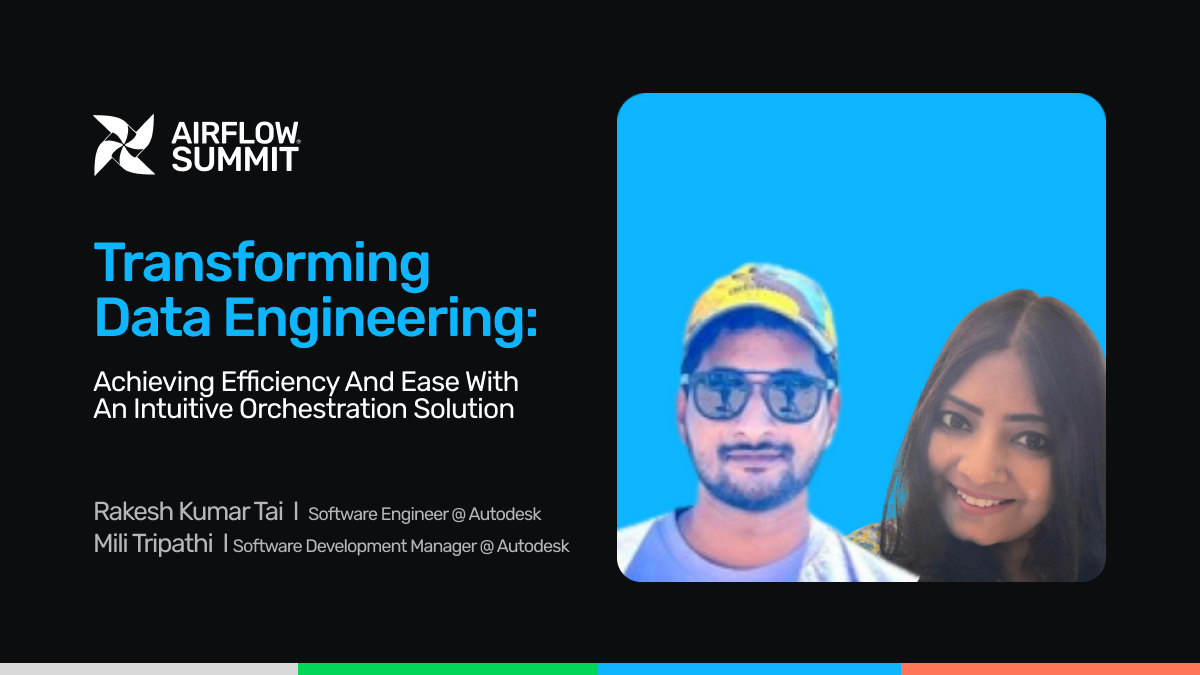 AIRFLOW
SUMMIT
Transforming
Data Engineering:
Achieving Efficiency And Ease With
An Intuitive Orchestration Solution
Rakesh Kumar Tai | Software Engineer @ Autodesk
Mili Tripathi | Software Development Manager @ Autodesk